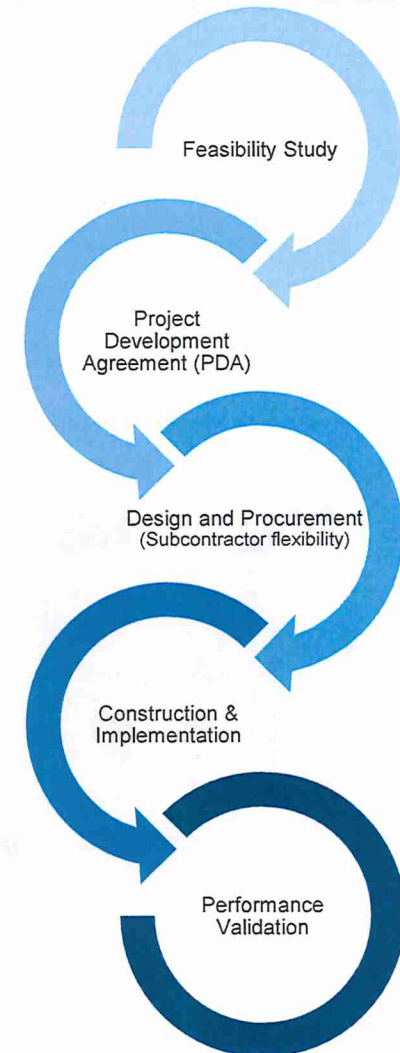 Feasibility Study
Project
Development
Agreement (PDA)
Design and Procurement
(Subcontractor flexibility)
Construction &
Implementation
Performance
Validation